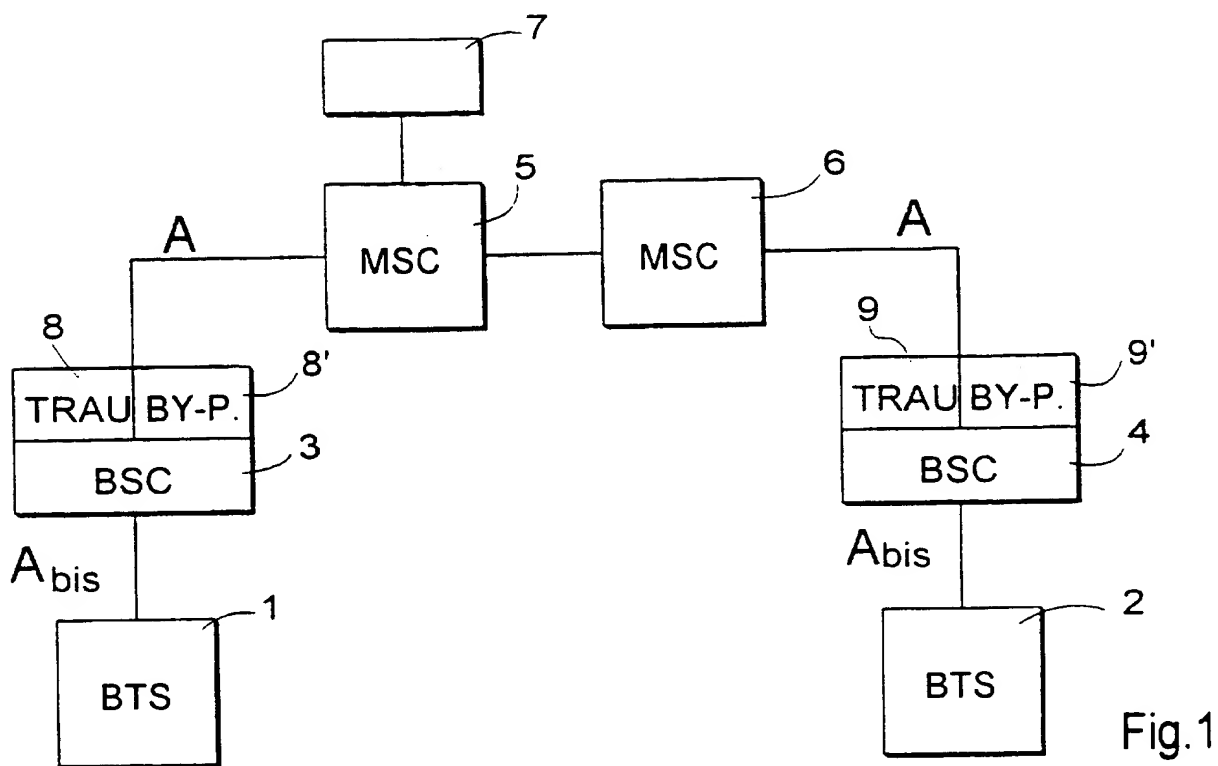 7
5
6
A
A
MSC
MSC
8
8'
9
9'
TRAU BY-P.
TRAU BY-P.
3
4
BSC
BSC
Abis
Abis
1
2
BTS
BTS
Fig.1